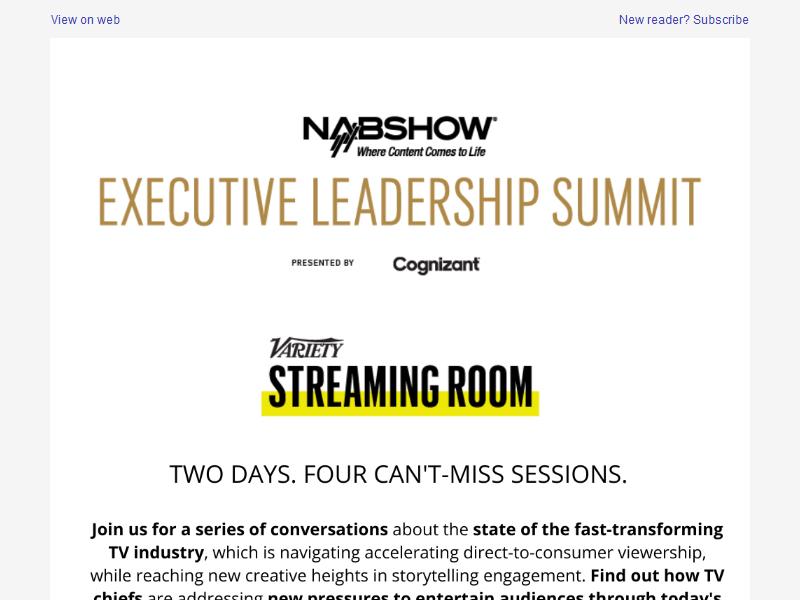 View on web
New reader? Subscribe
NABSHOW®
Where Content Comes to Life
EXECUTIVE LEADERSHIP SUMMIT
PRESENTED BY Cognizant
VARIETY
STREAMING ROOM
TWO DAYS. FOUR CAN'T-MISS SESSIONS.
Join us for a series of conversations about the state of the fast-transforming
TV industry, which is navigating accelerating direct-to-consumer viewership,
while reaching new creative heights in storytelling engagement. Find out how TV
chiefs are addressing new pressures to entertain audiences through today's